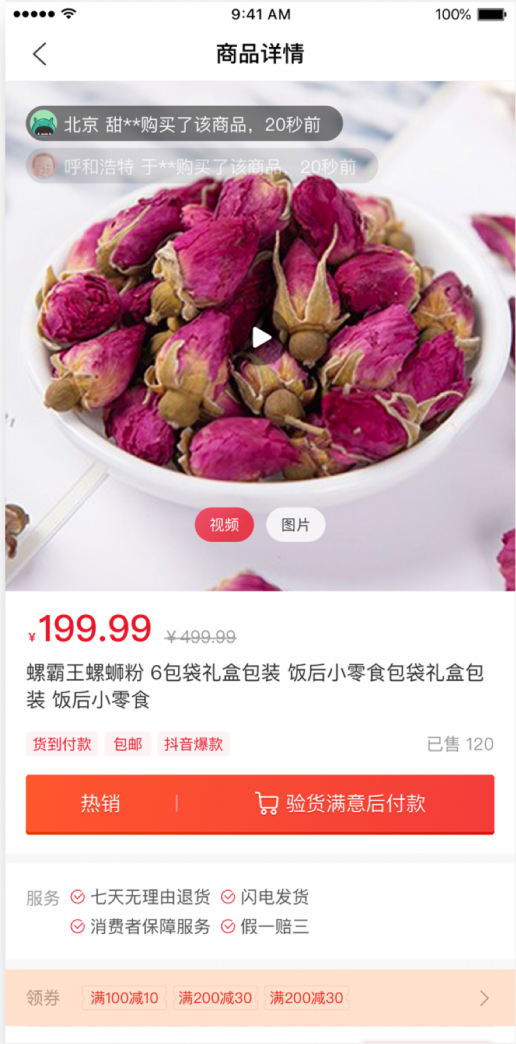 9:41 AM
100%
商品详情
北京 甜**购买了该商品，20秒前
呼和浩特 于**购买了该商品，20秒前
视频
图片
¥199.99 ¥499.99
螺霸王螺蛳粉 6包袋礼盒包装 饭后小零食包袋礼盒包
装 饭后小零食
货到付款 包邮 抖音爆款 已售 120
热销 | 验货满意后付款
服务 七天无理由退货 闪电发货
消费者保障服务 假一赔三
领券 满100减10 满200减30 满200减30